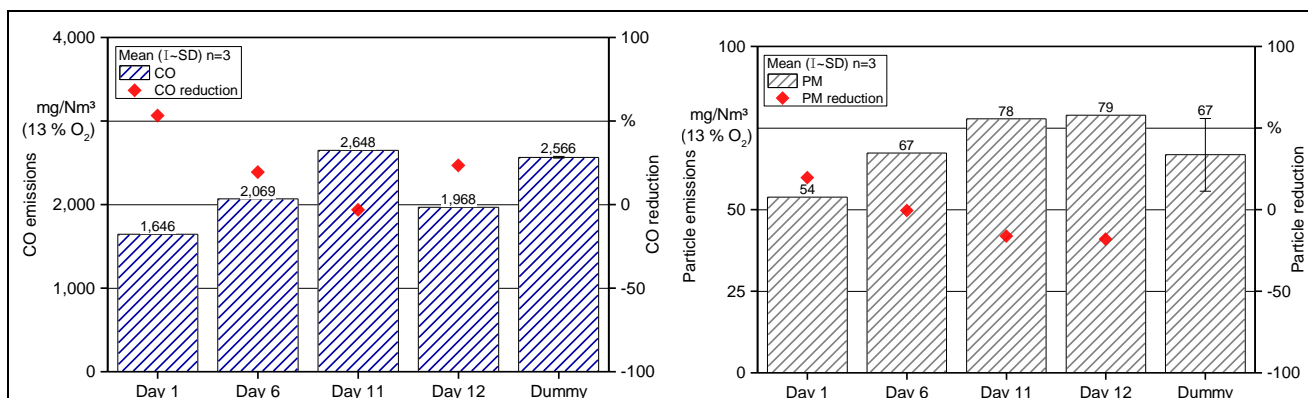 4,000
mg/Nm³
(13 % O₂)
2,000
1,000
0
CO emissions
Mean (I~SD) n=3
CO
CO reduction
1,646
2,069
2,648
1,968
2,566
100
%
0
-50
-100
CO reduction
Day 1 Day 6 Day 11 Day 12 Dummy
100
mg/Nm³
(13 % O₂)
50
25
0
Particle emissions
Mean (I~SD) n=3
PM
PM reduction
54
67
78
79
67
100
%
0
-50
-100
Particle reduction
Day 1 Day 6 Day 11 Day 12 Dummy